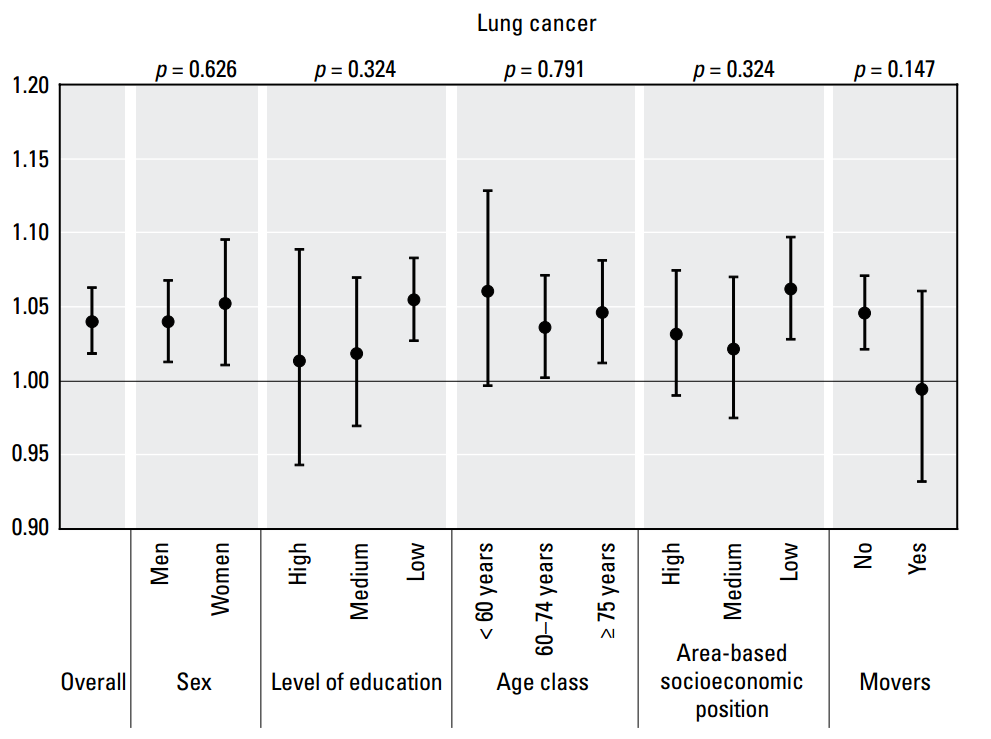 Lung cancer
p = 0.626
p = 0.324
p = 0.791
p = 0.324
p = 0.147
1.20
1.15
1.10
1.05
1.00
0.95
0.90
Men
Women
High
Medium
Low
< 60 years
60–74 years
≥ 75 years
High
Medium
Low
No
Yes
Overall
Sex
Level of education
Age class
Area-based
socioeconomic
position
Movers